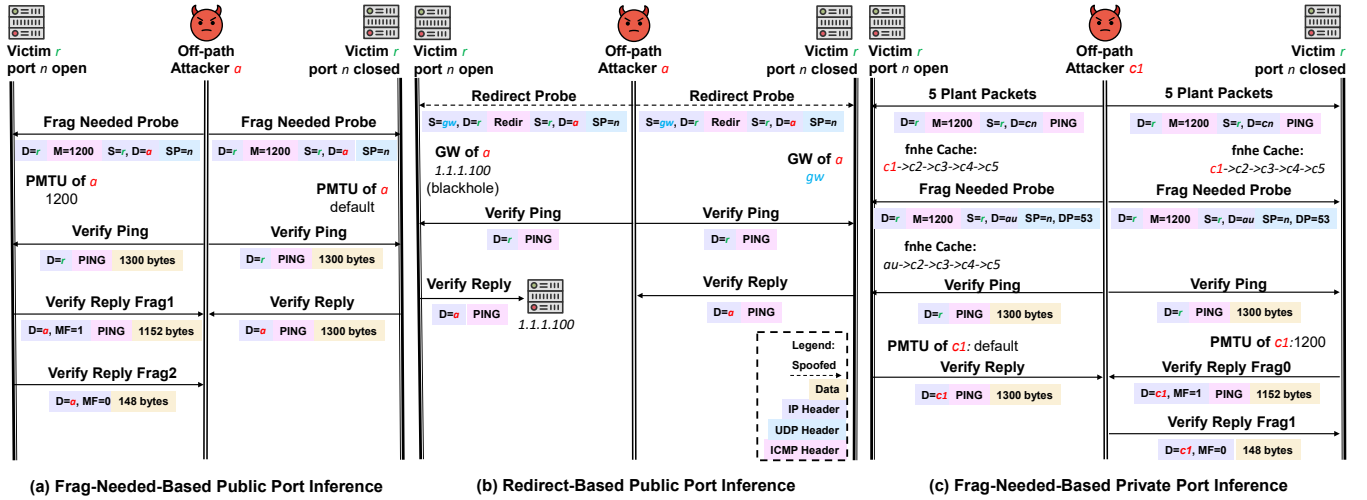 Victim r
port n open
Off-path
Attacker a
Victim r
port n closed
Frag Needed Probe
Frag Needed Probe
D=r M=1200 S=r, D=a SP=n
D=r M=1200 S=r, D=a SP=n
PMTU of a
1200
PMTU of a
default
Verify Ping
Verify Ping
D=r PING 1300 bytes
D=r PING 1300 bytes
Verify Reply Frag1
Verify Reply
D=a, MF=1 PING 1152 bytes
D=a PING 1300 bytes
Verify Reply Frag2
D=a, MF=0 148 bytes
(a) Frag-Needed-Based Public Port Inference
Victim r
port n open
Off-path
Attacker a
Victim r
port n closed
Redirect Probe
Redirect Probe
S=gw, D=r Redir S=r, D=a SP=n
S=gw, D=r Redir S=r, D=a SP=n
GW of a
1.1.1.100
(blackhole)
GW of a
gw
Verify Ping
Verify Ping
D=r PING
D=r PING
Verify Reply
Verify Reply
D=a PING
1.1.1.100
D=a PING
Legend:
Spoofed
Data
IP Header
UDP Header
ICMP Header
(b) Redirect-Based Public Port Inference
Victim r
port n open
Off-path
Attacker c1
Victim r
port n closed
5 Plant Packets
5 Plant Packets
D=r M=1200 S=r, D=cn PING
D=r M=1200 S=r, D=cn PING
fnhe Cache:
c1->c2->c3->c4->c5
fnhe Cache:
c1->c2->c3->c4->c5
Frag Needed Probe
Frag Needed Probe
D=r M=1200 S=r, D=au SP=n, DP=53
D=r M=1200 S=r, D=au SP=n, DP=53
fnhe Cache:
au->c2->c3->c4->c5
Verify Ping
Verify Ping
D=r PING 1300 bytes
D=r PING 1300 bytes
PMTU of c1: default
PMTU of c1:1200
Verify Reply
Verify Reply Frag0
D=c1 PING 1300 bytes
D=c1, MF=1 PING 1152 bytes
Verify Reply Frag1
D=c1, MF=0 148 bytes
(c) Frag-Needed-Based Private Port Inference